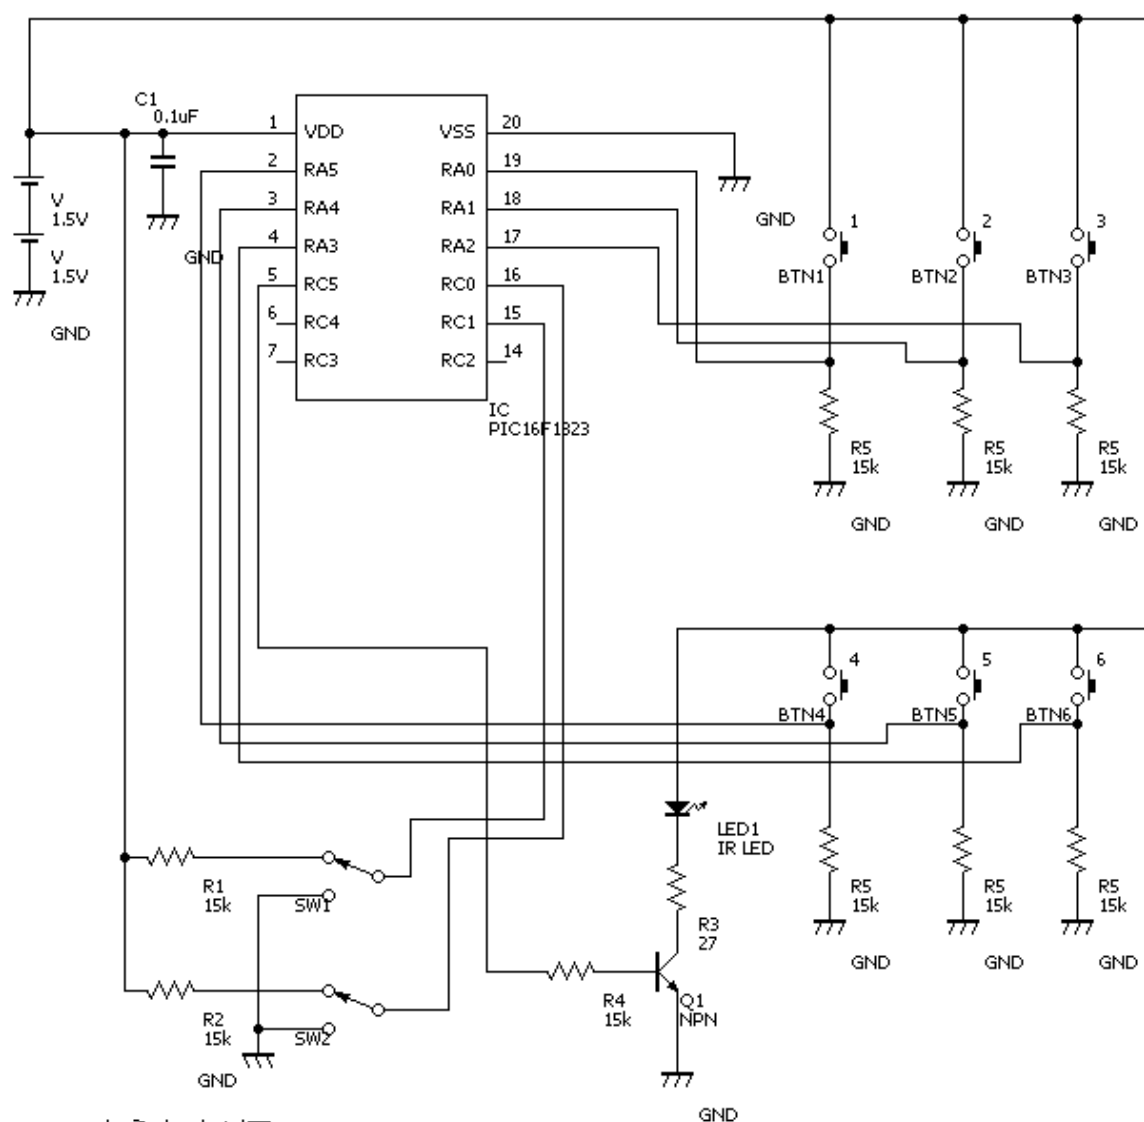 C1
0.1uF
1
VDD
VSS
20
2
RA5
RA0
19
3
RA4
RA1
18
4
RA3
RA2
17
5
RC5
RC0
16
6
RC4
RC1
15
7
RC3
RC2
14
IC
PIC16F1823
V
1.5V
V
1.5V
GND
GND
GND
1
BTN1
2
BTN2
3
BTN3
R5
15k
GND
R5
15k
GND
R5
15k
GND
4
BTN4
5
BTN5
6
BTN6
R5
15k
GND
R5
15k
GND
R5
15k
GND
LED1
IR LED
R3
27
R4
15k
Q1
NPN
GND
R1
15k
SW1
R2
15k
SW2
GND